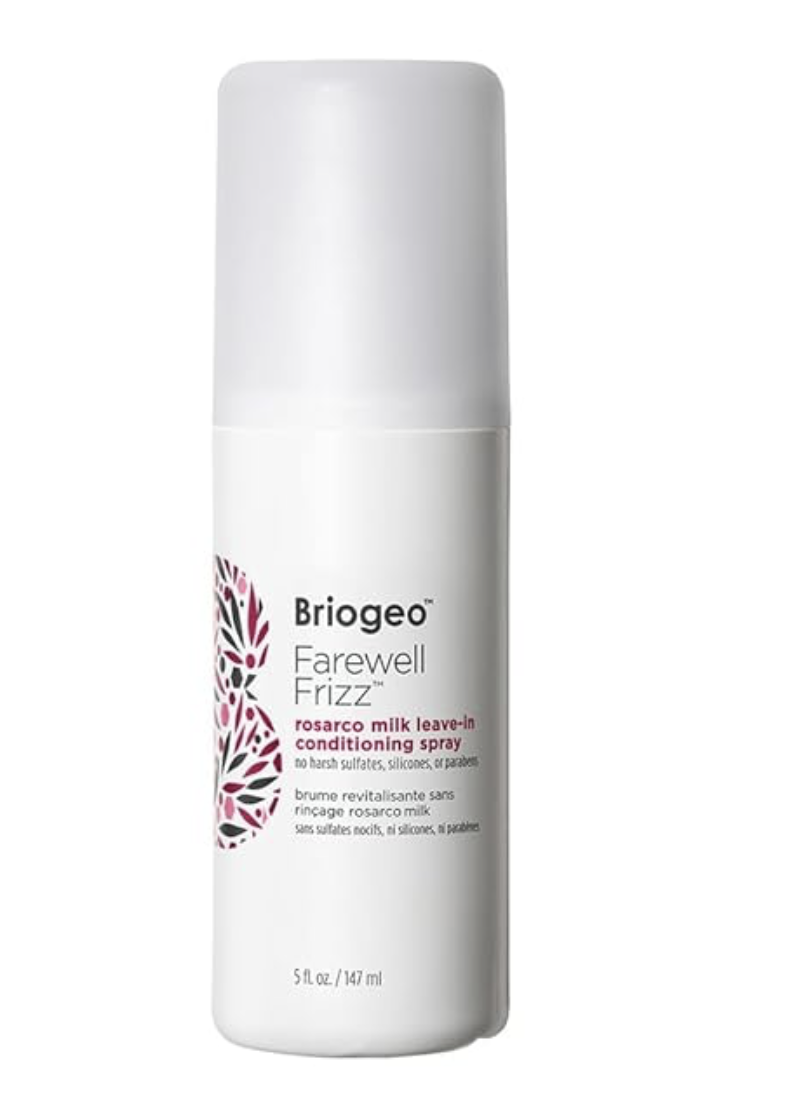 Briogeo™
Farewell
Frizz™
rosarco milk leave-in
conditioning spray
no harsh sulfates, silicones, or parabens
brume revitalisante sans
rinçage rosarco milk
sans sulfates nocifs, ni silicones, ni parabènes
5 fl. oz. / 147 ml